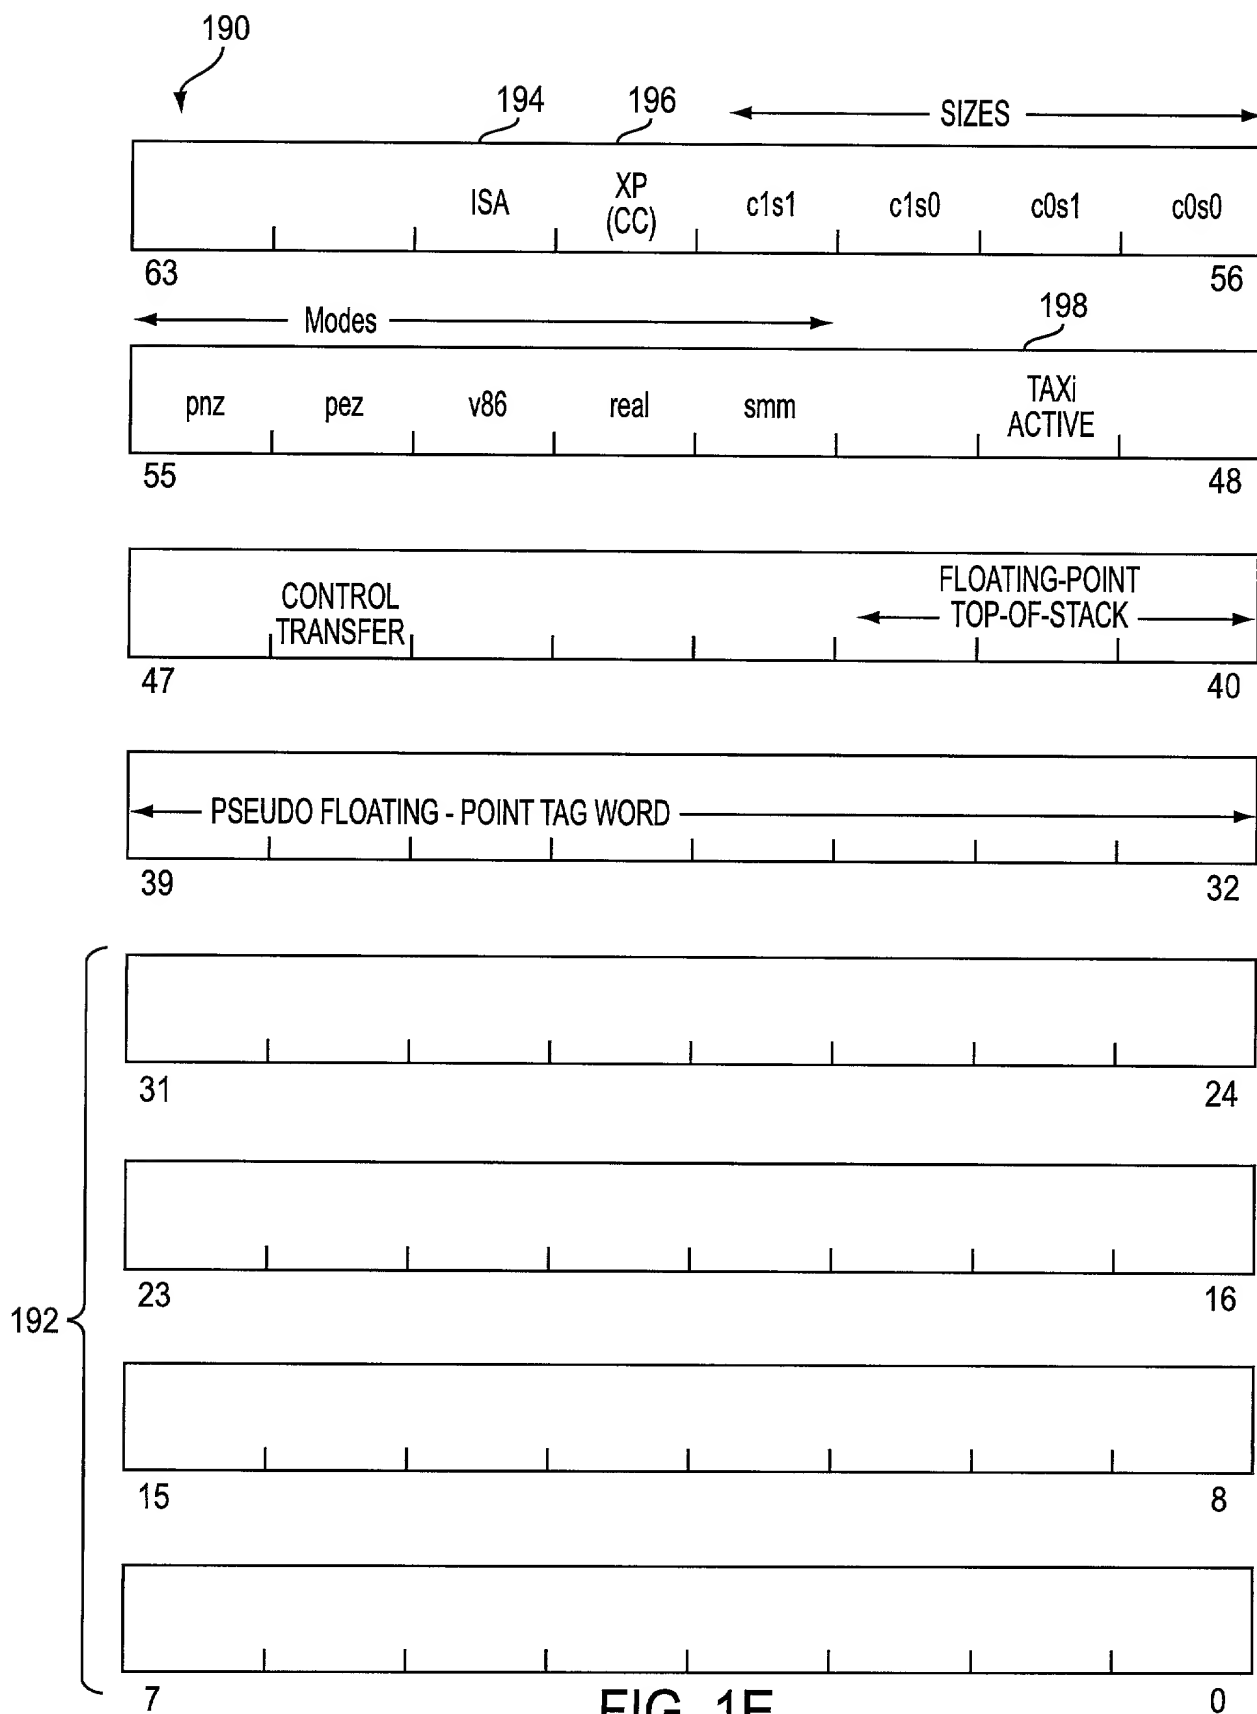 190
194
196
SIZES
ISA
XP
(CC)
c1s1
c1s0
c0s1
c0s0
63
56
Modes
198
pnz
pez
v86
real
smm
TAXi
ACTIVE
55
48
CONTROL
TRANSFER
FLOATING-POINT
TOP-OF-STACK
47
40
PSEUDO FLOATING - POINT TAG WORD
39
32
31
24
23
16
192
15
8
7
0
FIG. 1E